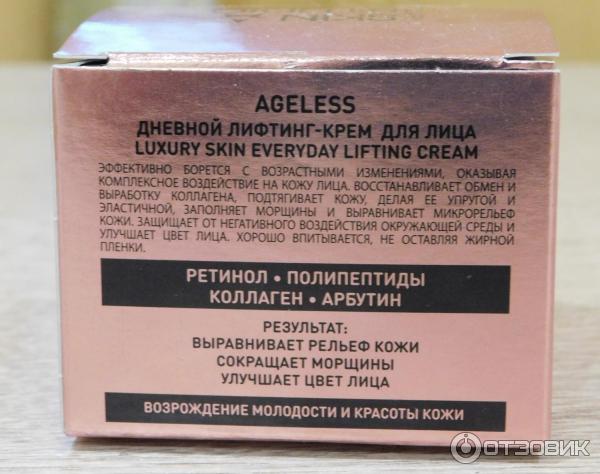 AGELESS
ДНЕВНОЙ ЛИФТИНГ-КРЕМ ДЛЯ ЛИЦА
LUXURY SKIN EVERYDAY LIFTING CREAM
ЭФФЕКТИВНО БОРЕТСЯ С ВОЗРАСТНЫМИ ИЗМЕНЕНИЯМИ, ОКАЗЫВАЯ
КОМПЛЕКСНОЕ ВОЗДЕЙСТВИЕ НА КОЖУ ЛИЦА. ВОССТАНАВЛИВАЕТ ОБМЕН И
ВЫРАБОТКУ КОЛЛАГЕНА, ПОДТЯГИВАЕТ КОЖУ, ДЕЛАЯ ЕЕ УПРУГОЙ И
ЭЛАСТИЧНОЙ, ЗАПОЛНЯЕТ МОРЩИНЫ И ВЫРАВНИВАЕТ МИКРОРЕЛЬЕФ
КОЖИ. ЗАЩИЩАЕТ ОТ НЕГАТИВНОГО ВОЗДЕЙСТВИЯ ОКРУЖАЮЩЕЙ СРЕДЫ И
УЛУЧШАЕТ ЦВЕТ ЛИЦА. ХОРОШО ВПИТЫВАЕТСЯ, НЕ ОСТАВЛЯЯ ЖИРНОЙ
ПЛЕНКИ.
РЕТИНОЛ • ПОЛИПЕПТИДЫ
КОЛЛАГЕН • АРБУТИН
РЕЗУЛЬТАТ:
ВЫРАВНИВАЕТ РЕЛЬЕФ КОЖИ
СОКРАЩАЕТ МОРЩИНЫ
УЛУЧШАЕТ ЦВЕТ ЛИЦА
ВОЗРОЖДЕНИЕ МОЛОДОСТИ И КРАСОТЫ КОЖИ
ОТЗОВИК